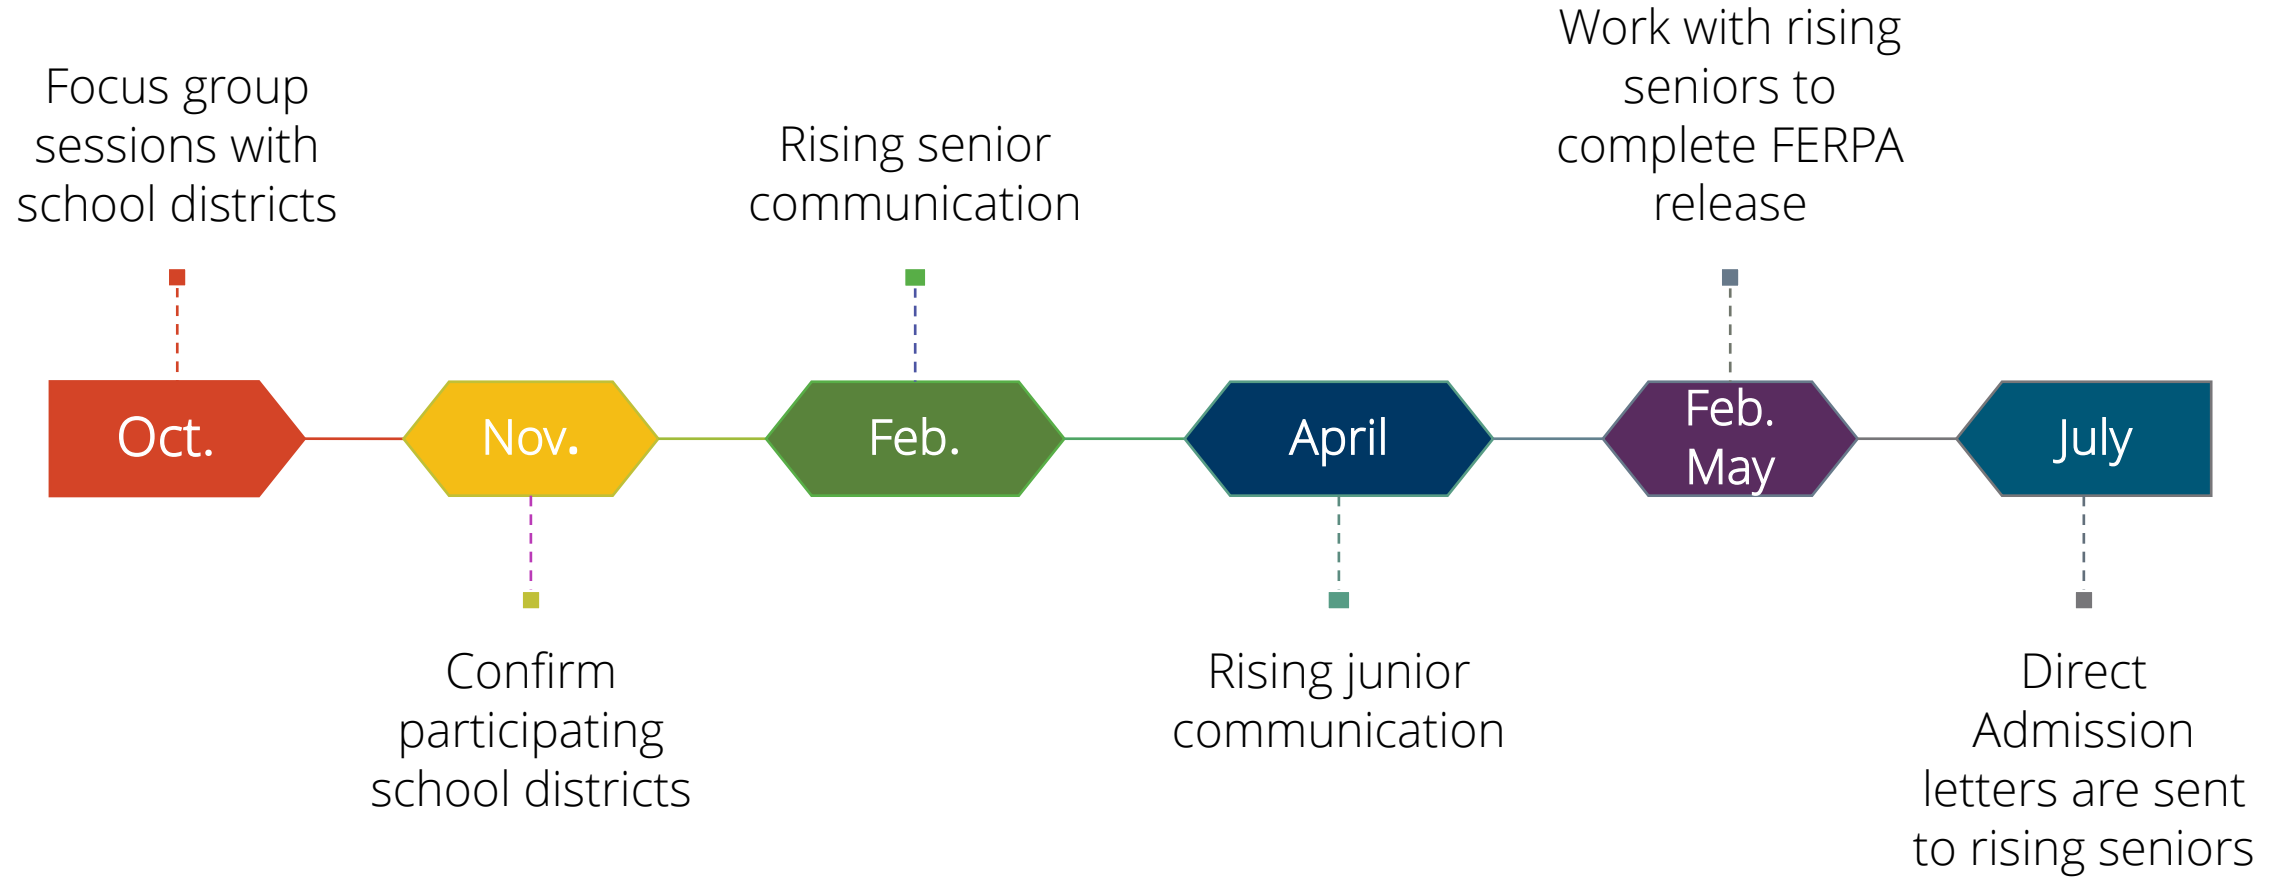 Focus group
sessions with
school districts
Oct.
Nov.
Confirm
participating
school districts
Rising senior
communication
Feb.
April
Rising junior
communication
Work with rising
seniors to
complete FERPA
release
Feb.
May
July
Direct
Admission
letters are sent
to rising seniors